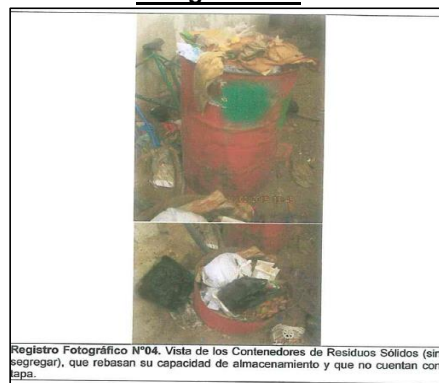 Registro Fotográfico N°04. Vista de los Contenedores de Residuos Sólidos (sin
segregar), que rebasan su capacidad de almacenamiento y que no cuentan con
tapa.